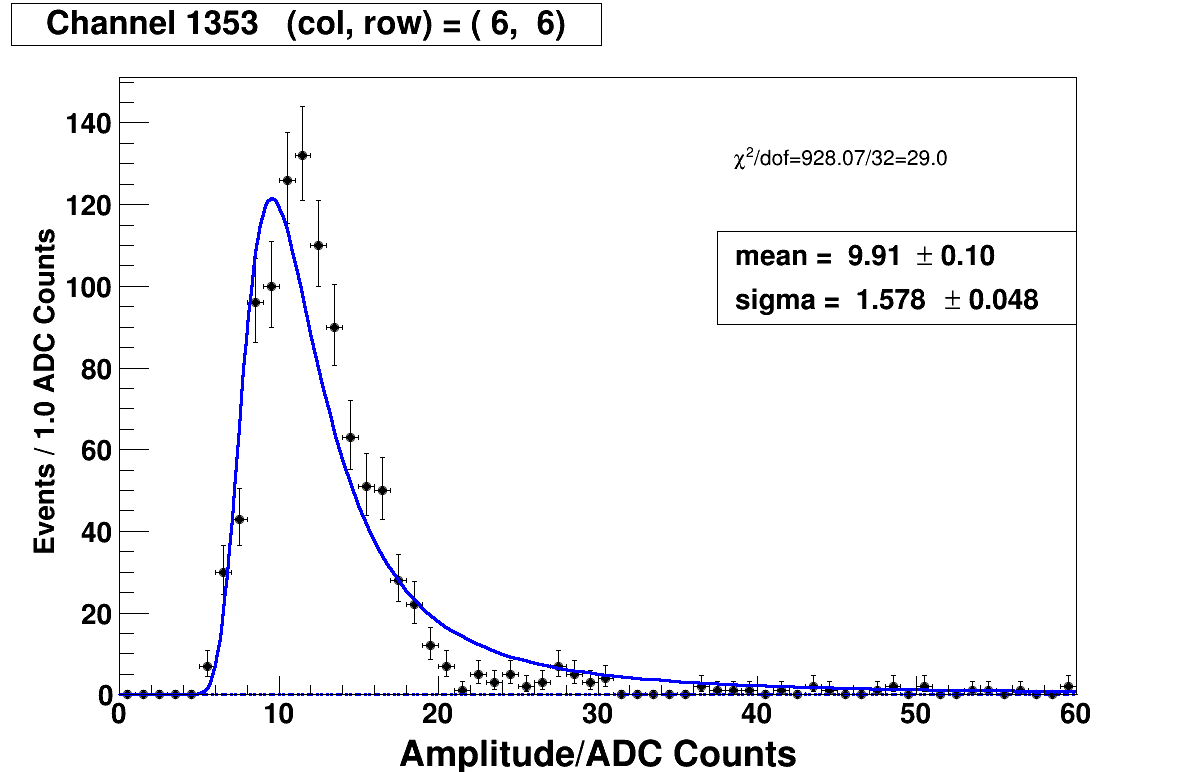 Channel 1353 (col, row) = ( 6, 6)
χ²/dof=928.07/32=29.0
mean = 9.91 ± 0.10
sigma = 1.578 ± 0.048
Events / 1.0 ADC Counts
140
120
100
80
60
40
20
0
0 10 20 30 40 50 60
Amplitude/ADC Counts